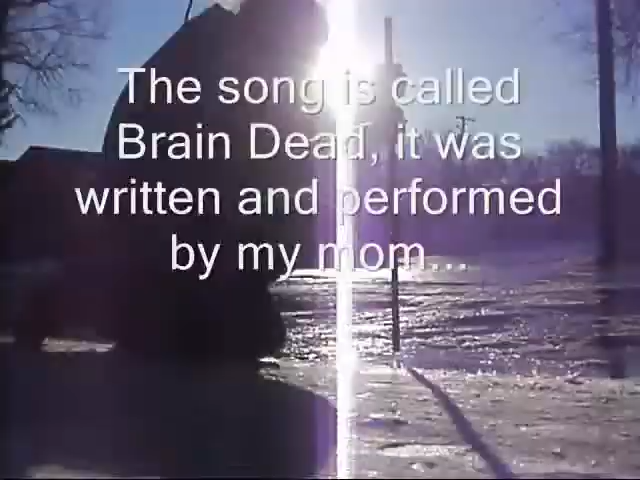 The song is called
Brain Dead, it was
written and performed
by my mom...